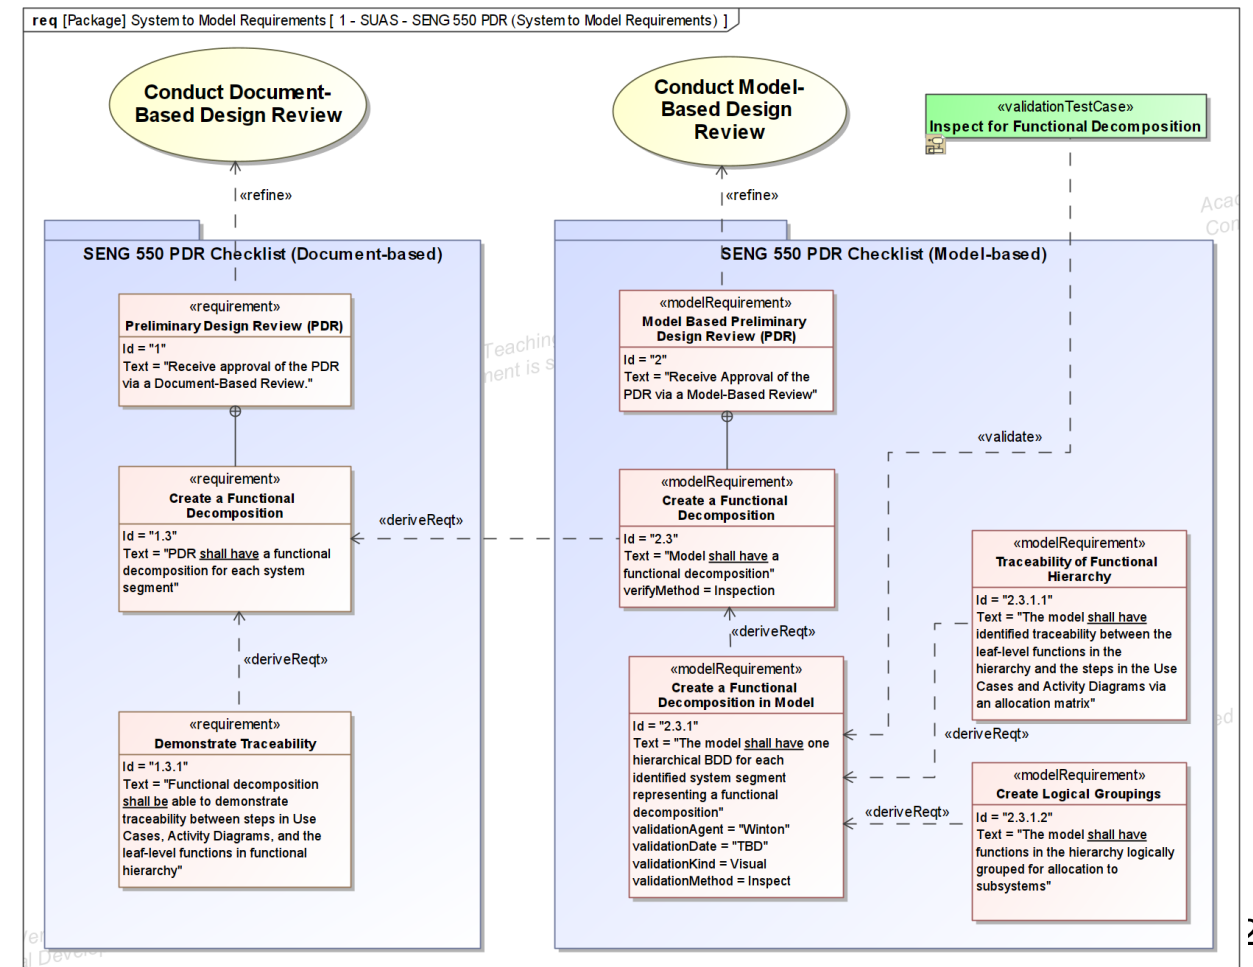 req [Package] System to Model Requirements [ 1 - SUAS - SENG 550 PDR (System to Model Requirements) ]
Conduct Document-
Based Design Review
«refine»
SENG 550 PDR Checklist (Document-based)
«requirement»
Preliminary Design Review (PDR)
Id = "1"
Text = "Receive approval of the PDR
via a Document-Based Review."
«requirement»
Create a Functional
Decomposition
Id = "1.3"
Text = "PDR shall have a functional
decomposition for each system
segment"
«deriveReqt»
«requirement»
Demonstrate Traceability
Id = "1.3.1"
Text = "Functional decomposition
shall be able to demonstrate
traceability between steps in Use
Cases, Activity Diagrams, and the
leaf-level functions in functional
hierarchy"
«deriveReqt»
Conduct Model-
Based Design
Review
«refine»
SENG 550 PDR Checklist (Model-based)
«modelRequirement»
Model Based Preliminary
Design Review (PDR)
Id = "2"
Text = "Receive Approval of the
PDR via a Model-Based Review"
«modelRequirement»
Create a Functional
Decomposition
Id = "2.3"
Text = "Model shall have a
functional decomposition"
verifyMethod = Inspection
«deriveReqt»
«modelRequirement»
Create a Functional
Decomposition in Model
Id = "2.3.1"
Text = "The model shall have one
hierarchical BDD for each
identified system segment
representing a functional
decomposition"
validationAgent = "Winton"
validationDate = "TBD"
validationKind = Visual
validationMethod = Inspect
«validationTestCase»
Inspect for Functional Decomposition
«validate»
«modelRequirement»
Traceability of Functional
Hierarchy
Id = "2.3.1.1"
Text = "The model shall have
identified traceability between the
leaf-level functions in the
hierarchy and the steps in the Use
Cases and Activity Diagrams via
an allocation matrix"
«deriveReqt»
«modelRequirement»
Create Logical Groupings
Id = "2.3.1.2"
Text = "The model shall have
functions in the hierarchy logically
grouped for allocation to
subsystems"
«deriveReqt»